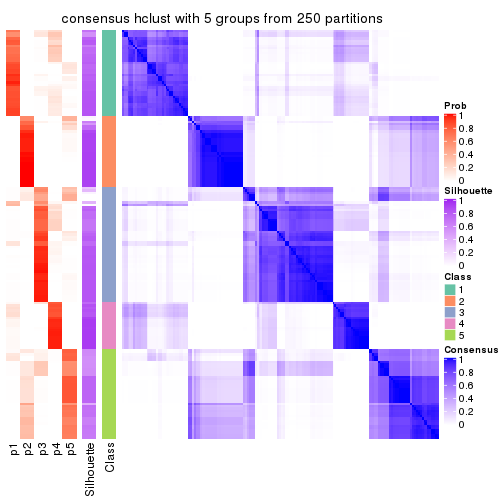 consensus hclust with 5 groups from 250 partitions
Prob
1
0.8
0.6
0.4
0.2
0
Silhouette
1
0.8
0.6
0.4
0.2
0
Class
1
2
3
4
5
Consensus
1
0.8
0.6
0.4
0.2
0
p1
p2
p3
p4
p5
Silhouette
Class